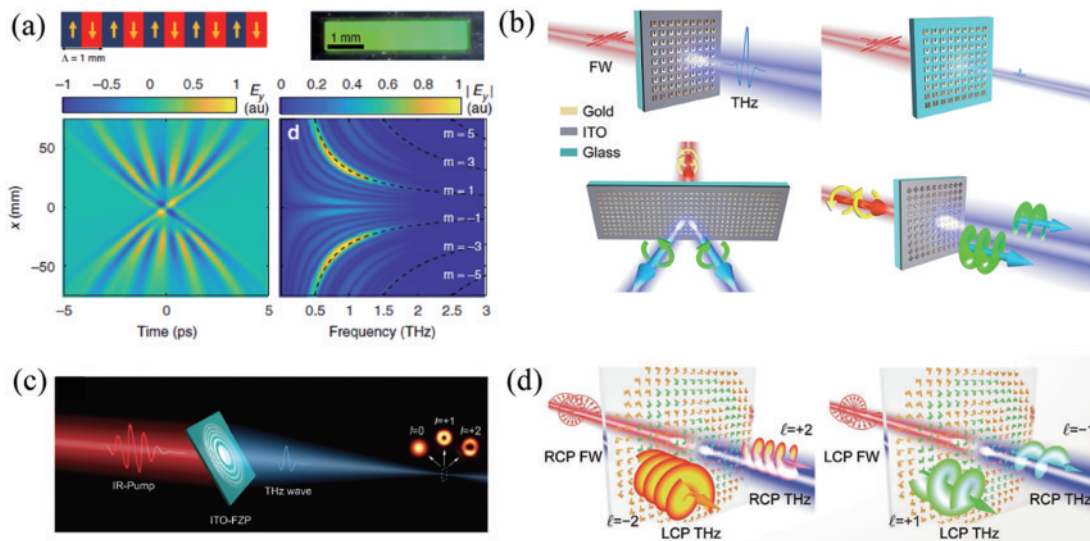 (a)
Λ = 1 mm
1 mm
−1 −0.5 0 0.5 1
E_y
(au)
0 0.2 0.4 0.6 0.8 1
|E_y|
(au)
d
x (mm)
50
0
−50
m = 5
m = 3
m = 1
m = −1
m = −3
m = −5
−5 0 5
Time (ps)
0.5 1 1.5 2 2.5 3
Frequency (THz)
(b)
FW
THz
Gold
ITO
Glass
(c)
IR-Pump
ITO-FZP
THz wave
l=0
l=+1
l=+2
(d)
RCP FW
ℓ=−2
LCP THz
ℓ=+2
RCP THz
LCP FW
ℓ=+1
LCP THz
ℓ=−1
RCP THz